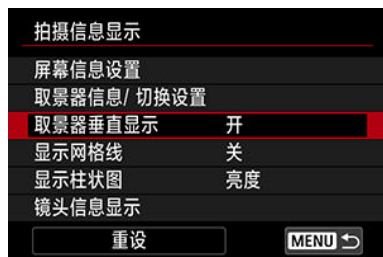 拍摄信息显示
屏幕信息设置
取景器信息/ 切换设置
取景器垂直显示 开
显示网格线 关
显示柱状图 亮度
镜头信息显示
重设 MENU